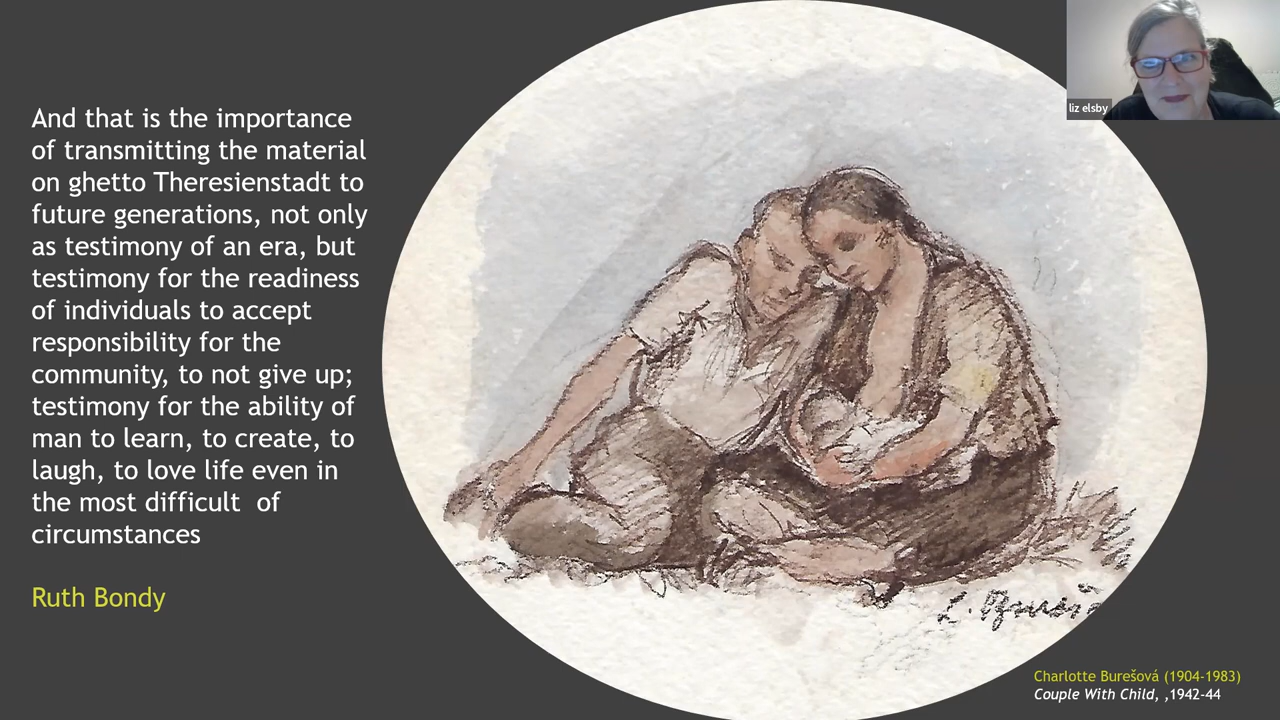 And that is the importance
of transmitting the material
on ghetto Theresienstadt to
future generations, not only
as testimony of an era, but
testimony for the readiness
of individuals to accept
responsibility for the
community, to not give up;
testimony for the ability of
man to learn, to create, to
laugh, to love life even in
the most difficult  of
circumstances
Ruth Bondy
liz elsby
Charlotte Burešová (1904-1983)
Couple With Child, ,1942-44